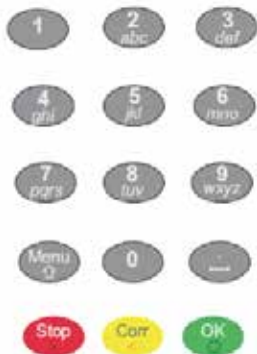 1 2 3
abc def
4 5 6
ghi jkl mno
7 8 9
pqrs tuv wxyz
Menu 0 .
Stop Corr OK